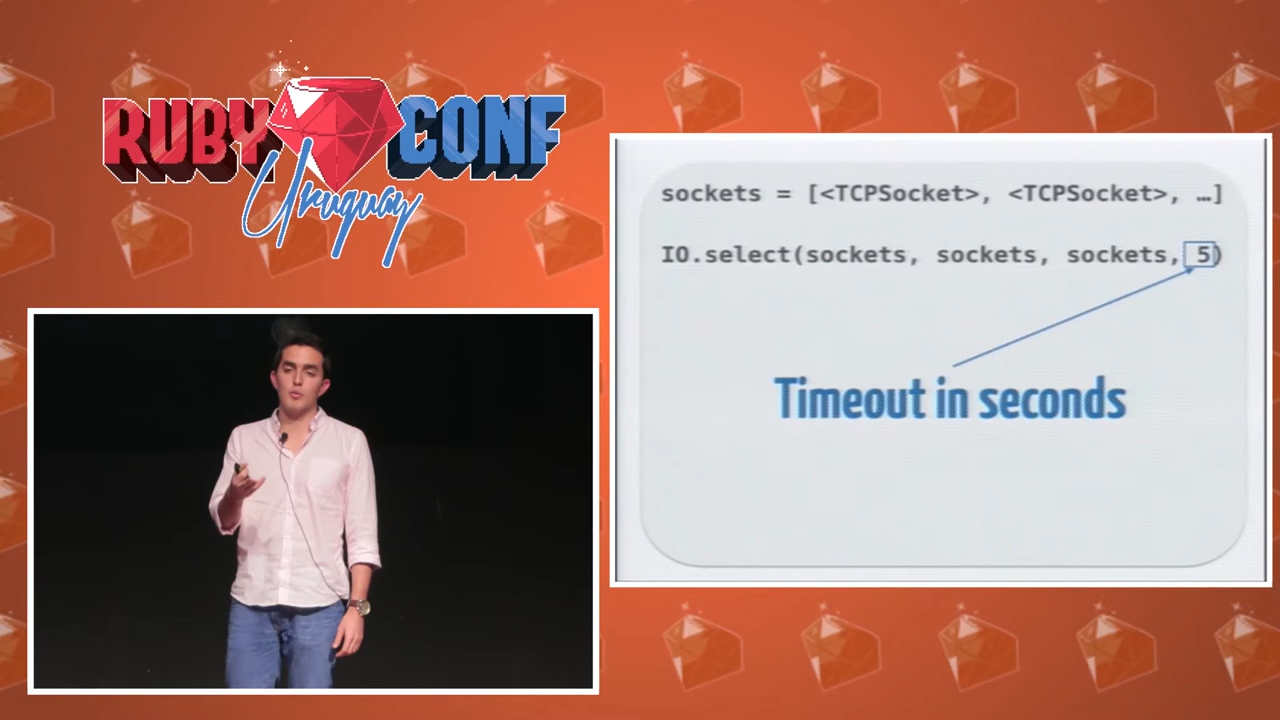 RUBY CONF
Uruguay
sockets = [<TCPSocket>, <TCPSocket>, …]
IO.select(sockets, sockets, sockets, 5)
Timeout in seconds